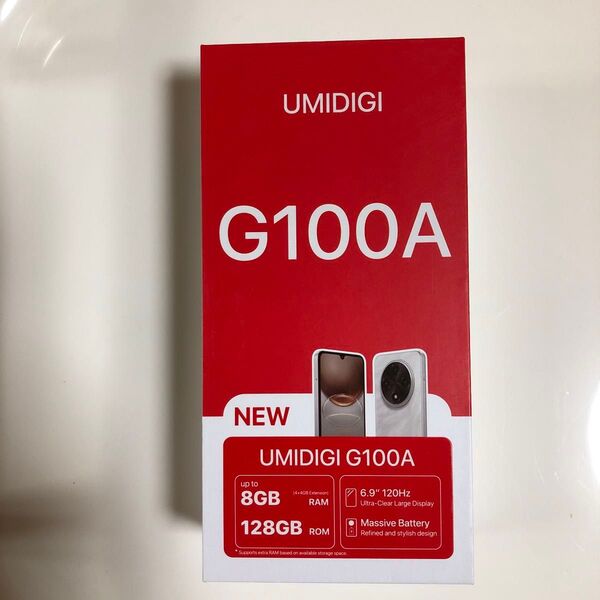 UMIDIGI
G100A
NEW
UMIDIGI G100A
up to
8GB (4+4GB Extension) RAM
128GB ROM
6.9" 120Hz
Ultra-Clear Large Display
Massive Battery
Refined and stylish design
* Supports extra RAM based on available storage space.